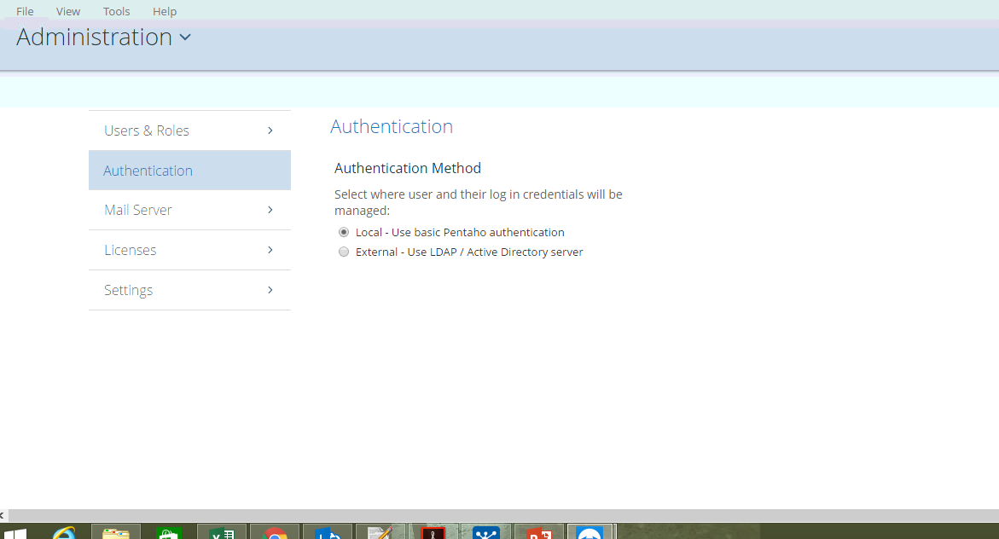 File View Tools Help
Administration
Users & Roles
Authentication
Mail Server
Licenses
Settings
Authentication
Authentication Method
Select where user and their log in credentials will be
managed:
Local - Use basic Pentaho authentication
External - Use LDAP / Active Directory server